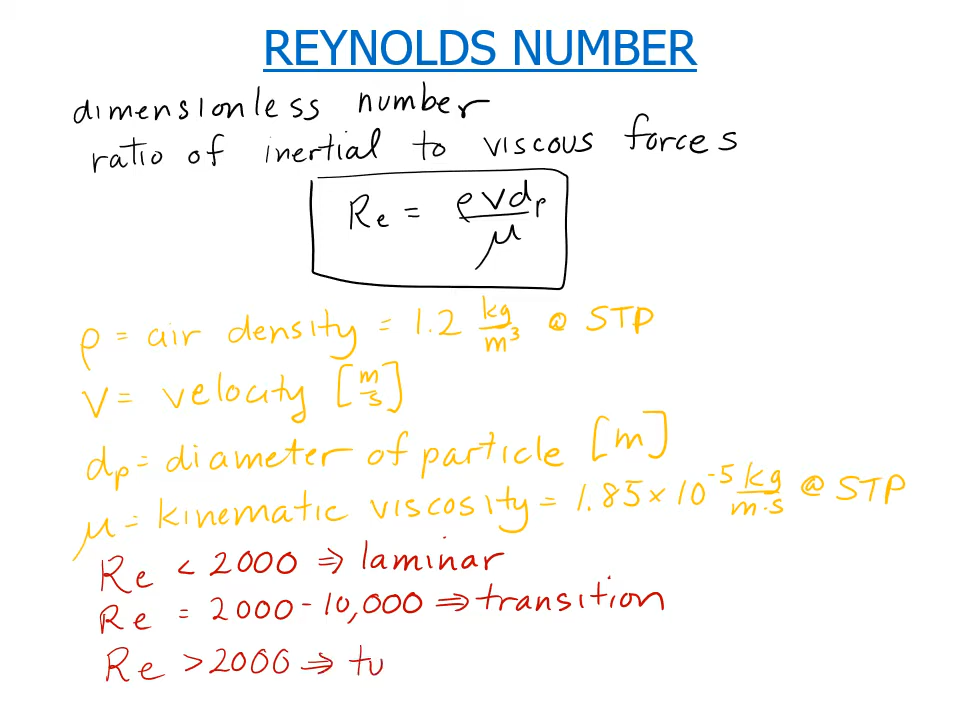 REYNOLDS NUMBER
dimensionless number
ratio of inertial to viscous forces
Re = ρvdp/μ
ρ = air density = 1.2 kg/m³ @ STP
V = velocity [m/s]
dp = diameter of particle [m]
μ = kinematic viscosity = 1.85 × 10⁻⁵ kg/m·s @ STP
Re < 2000 ⇒ laminar
Re = 2000 - 10,000 ⇒ transition
Re > 2000 ⇒ tu